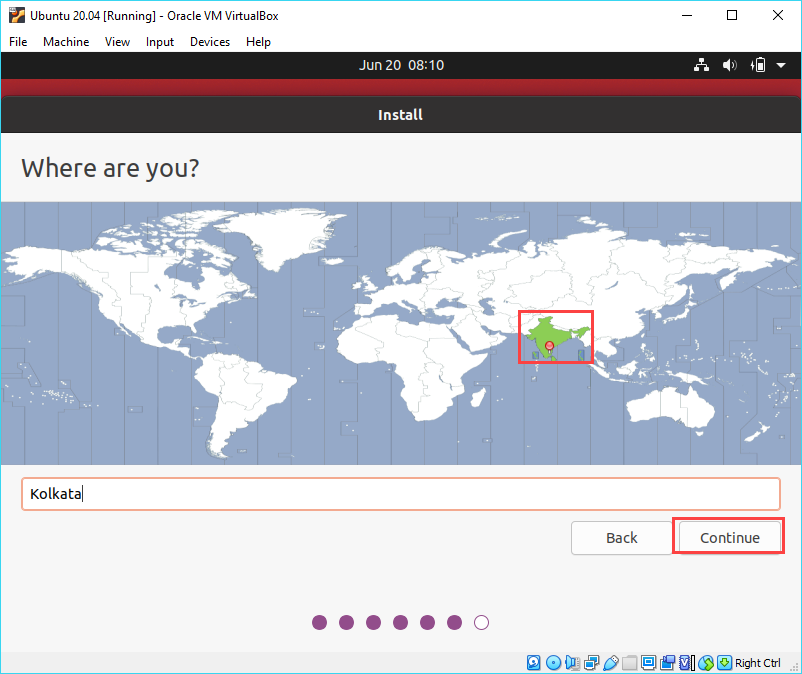 Ubuntu 20.04 [Running] - Oracle VM VirtualBox
File Machine View Input Devices Help
Jun 20 08:10
Install
Where are you?
Kolkata
Back Continue
Right Ctrl